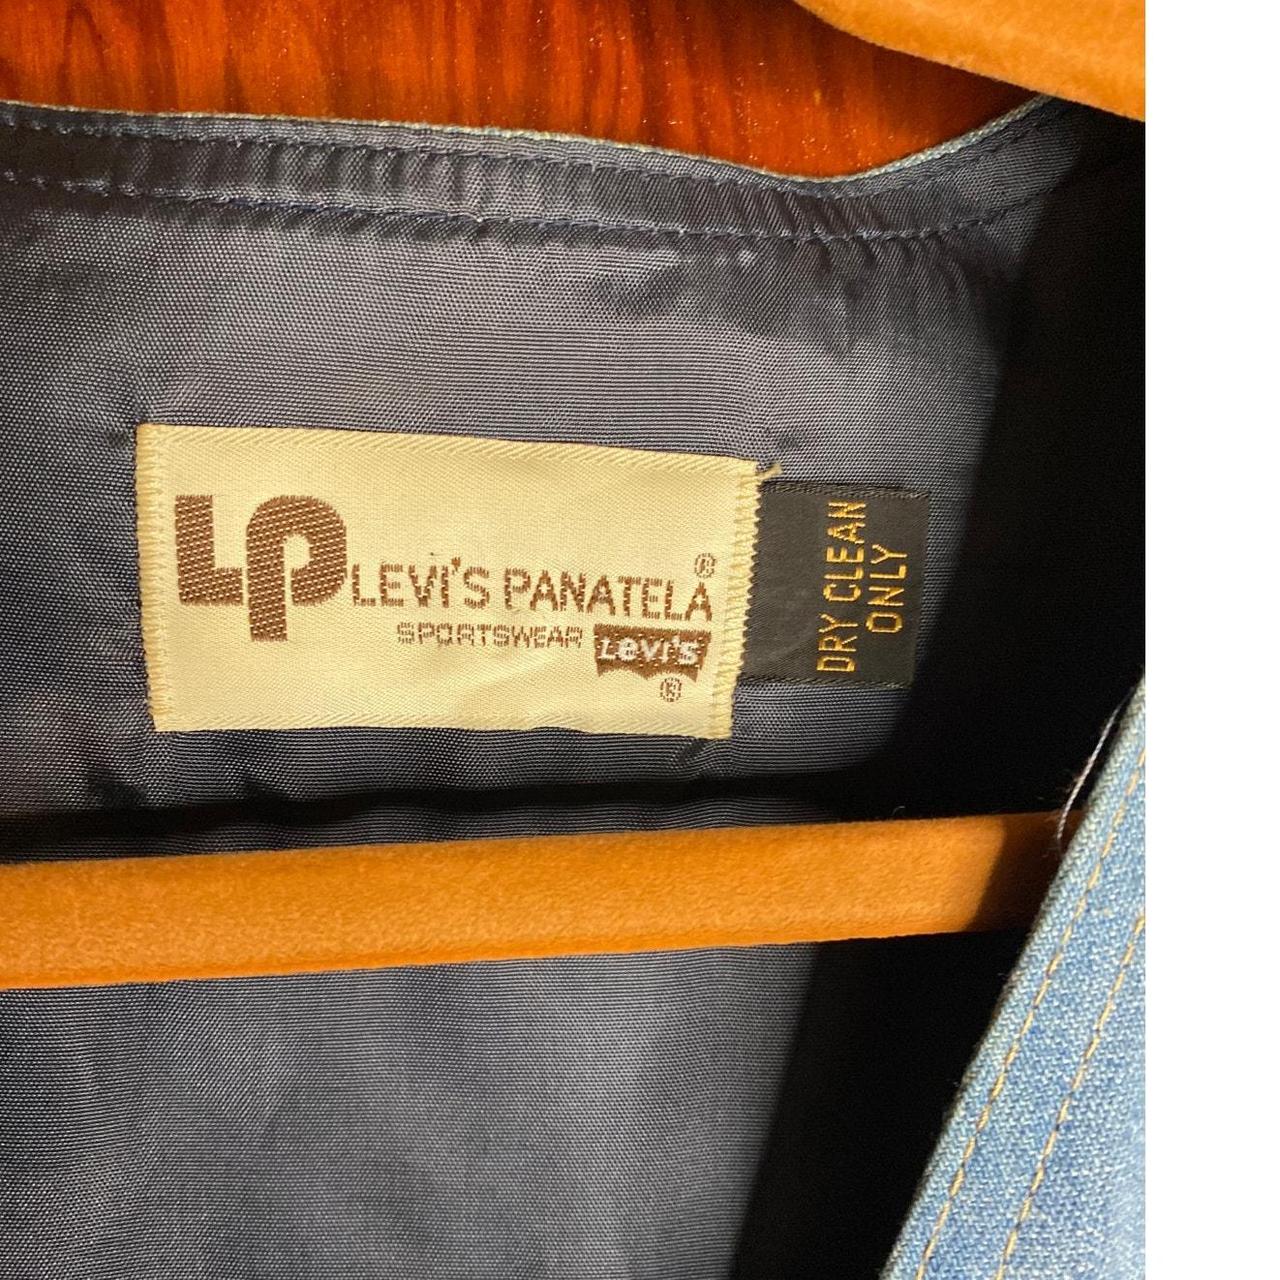 LP LEVI'S PANATELA®
SPORTSWEAR Levi's ®
DRY CLEAN
ONLY